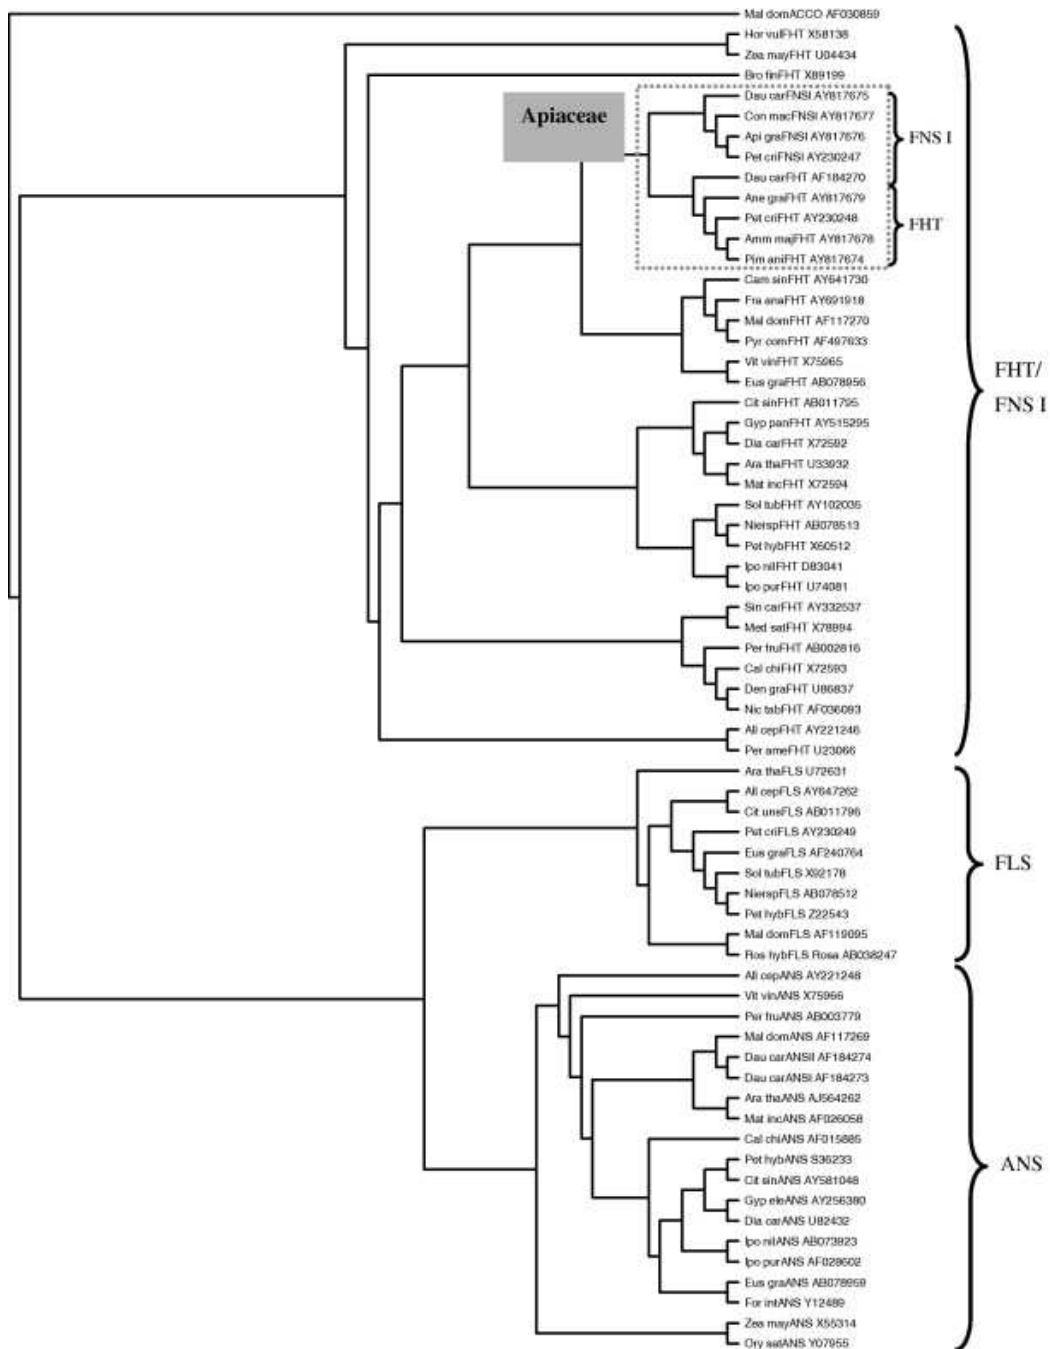 Mal domACCO AF030859
Hor vulFHT X58138
Zea mayFHT U04434
Bro finFHT X89199
Apiaceae
Dau carFNSI AY817675
Con macFNSI AY817677
Api graFNSI AY817676
Pet criFNSI AY230247
FNS I
Dau carFHT AF184270
Ane graFHT AY817679
Pet criFHT AY230248
Amm majFHT AY817678
Pim aniFHT AY817674
FHT
Cam sinFHT AY641730
Fra anaFHT AY691918
Mal domFHT AF117270
Pyr comFHT AF497633
Vit vinFHT X75965
Eus graFHT AB078956
FHT/
FNS I
Cit sinFHT AB011795
Gyp panFHT AY515295
Dia carFHT X72592
Ara thaFHT U33932
Mat incFHT X72594
Sol tubFHT AY102035
NierspFHT AB078513
Pet hybFHT X60512
Ipo nilFHT D83041
Ipo purFHT U74081
Sin carFHT AY332537
Med satFHT X78994
Per fruFHT AB002816
Cal chiFHT X72593
Den graFHT U86837
Nic tabFHT AF036093
All cepFHT AY221246
Per ameFHT U23066
Ara thaFLS U72631
All cepFLS AY647262
Cit unsFLS AB011796
Pet criFLS AY230249
Eus graFLS AF240764
Sol tubFLS X92178
NierspFLS AB078512
Pet hybFLS Z22543
Mal domFLS AF119095
Ros hybFLS Rosa AB038247
FLS
All cepANS AY221248
Vit vinANS X75966
Per fruANS AB003779
Mal domANS AF117269
Dau carANSII AF184274
Dau carANSI AF184273
Ara thaANS AJ564262
Mat incANS AF026058
Cal chiANS AF015885
Pet hybANS S36233
Cit sinANS AY581048
Gyp eleANS AY256380
Dia carANS U82432
Ipo nilANS AB073923
Ipo purANS AF028602
Eus graANS AB078959
For intANS Y12489
Zea mayANS X55314
Ory satANS Y07955
ANS